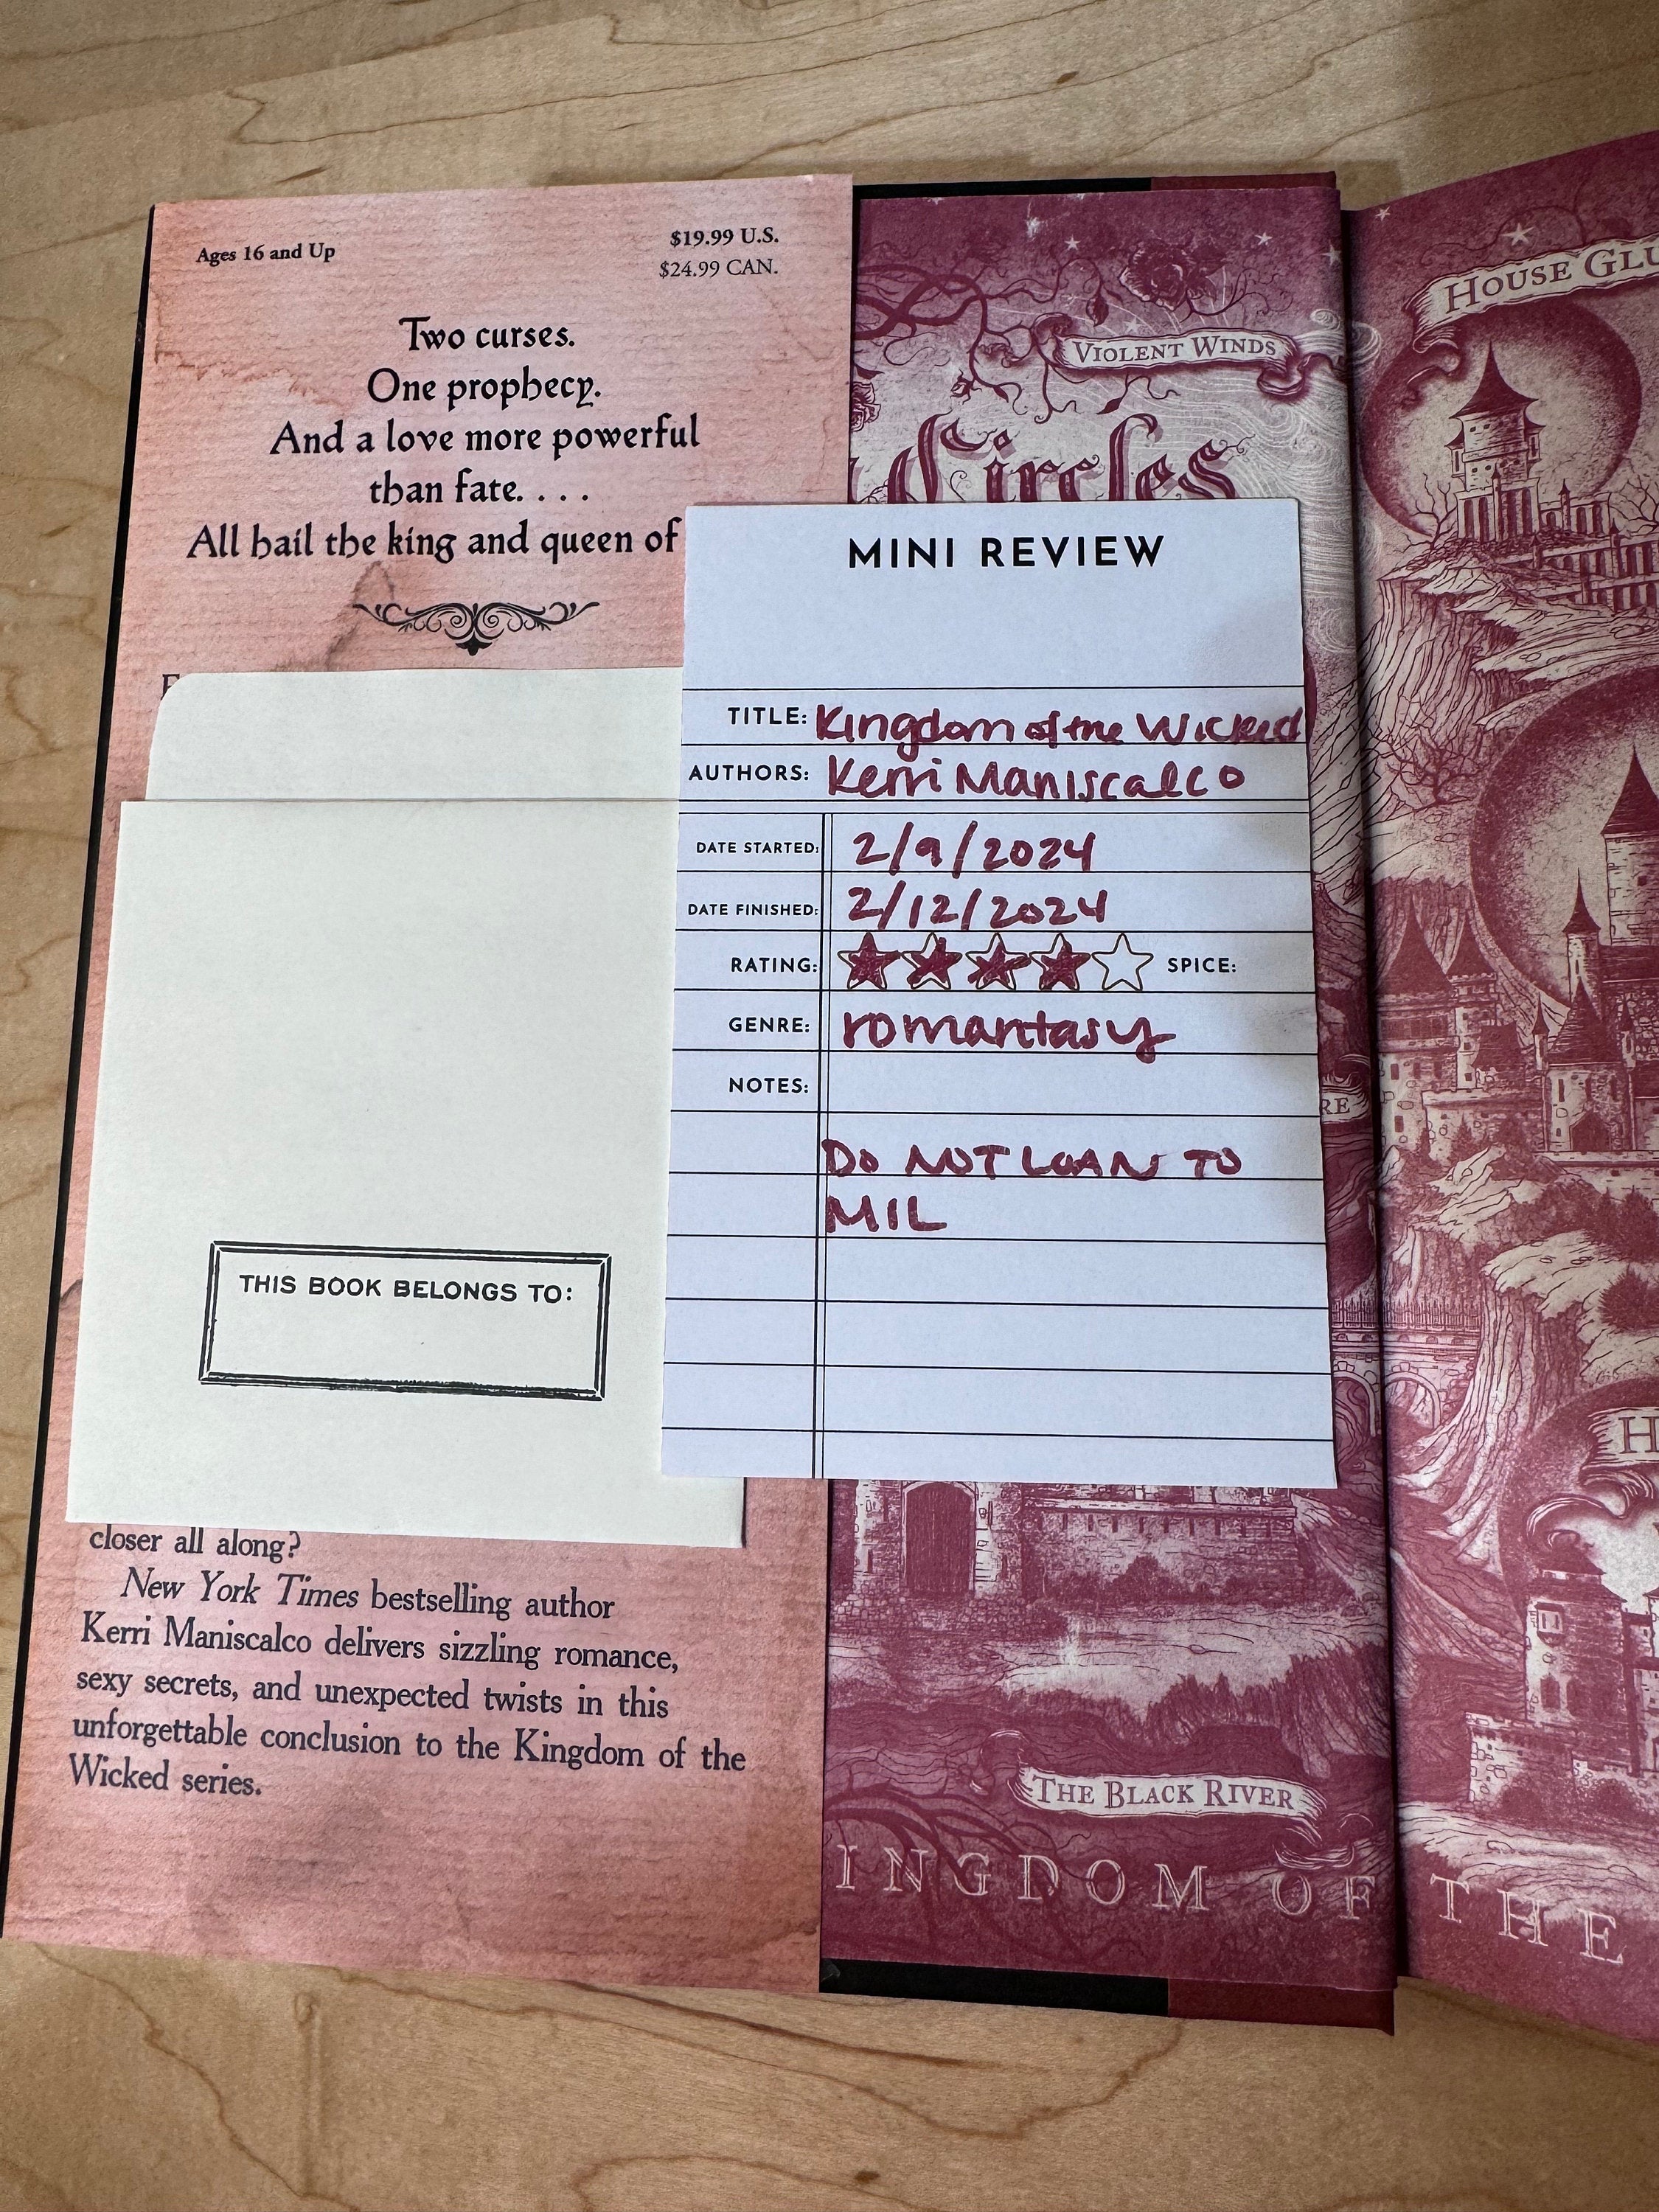 Ages 16 and Up
$19.99 U.S.
$24.99 CAN.
Two curses.
One prophecy.
And a love more powerful
than fate. . . .
All hail the king and queen of
closer all along?
New York Times bestselling author
Kerri Maniscalco delivers sizzling romance,
sexy secrets, and unexpected twists in this
unforgettable conclusion to the Kingdom of the
Wicked series.
THIS BOOK BELONGS TO:
MINI REVIEW
TITLE: Kingdom of the Wicked
AUTHORS: Kerri Maniscalco
DATE STARTED: 2/9/2024
DATE FINISHED: 2/12/2024
RATING: SPICE:
GENRE: romantasy
NOTES:
DO NOT LOAN TO
MIL
VIOLENT WINDS
Circles
THE BLACK RIVER
INGDOM OF THE
HOUSE GLU